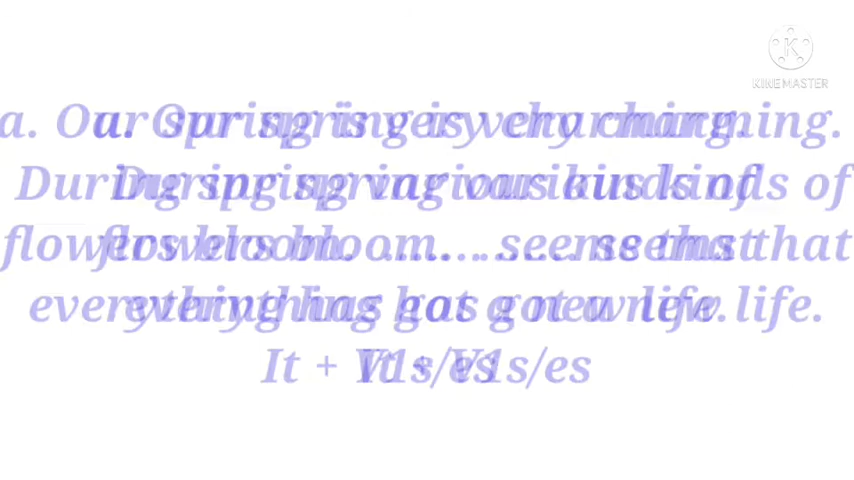 KINEMASTER
a. Our spring is very charming.
During spring various kinds of
flowers bloom. ............ seems that
everything has got a new life.
It + V1s/es